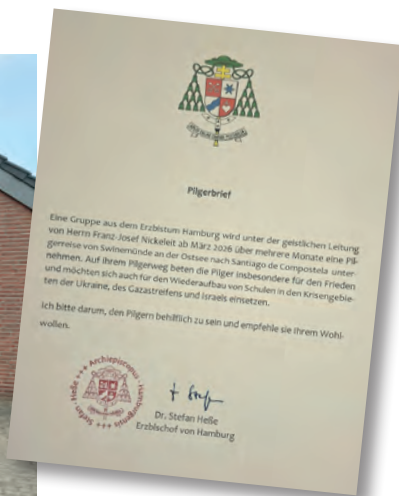 Pilgerbrief
Eine Gruppe aus dem Erzbistum Hamburg wird unter der geistlichen Leitung
von Herrn Franz-Josef Nickeleit ab März 2026 über mehrere Monate eine Pil-
gerreise von Swinemünde an der Ostsee nach Santiago de Compostela unter-
nehmen. Auf ihrem Pilgerweg beten die Pilger insbesondere für den Frieden
und möchten sich auch für den Wiederaufbau von Schulen in den Krisengebie-
ten der Ukraine, des Gazastreifens und Israels einsetzen.
Ich bitte darum, den Pilgern behilflich zu sein und empfehle sie Ihrem Wohl-
wollen.
Stefan Heße +++ Archiepiscopus Hamburgensis +++
Dr. Stefan Heße
Erzbischof von Hamburg